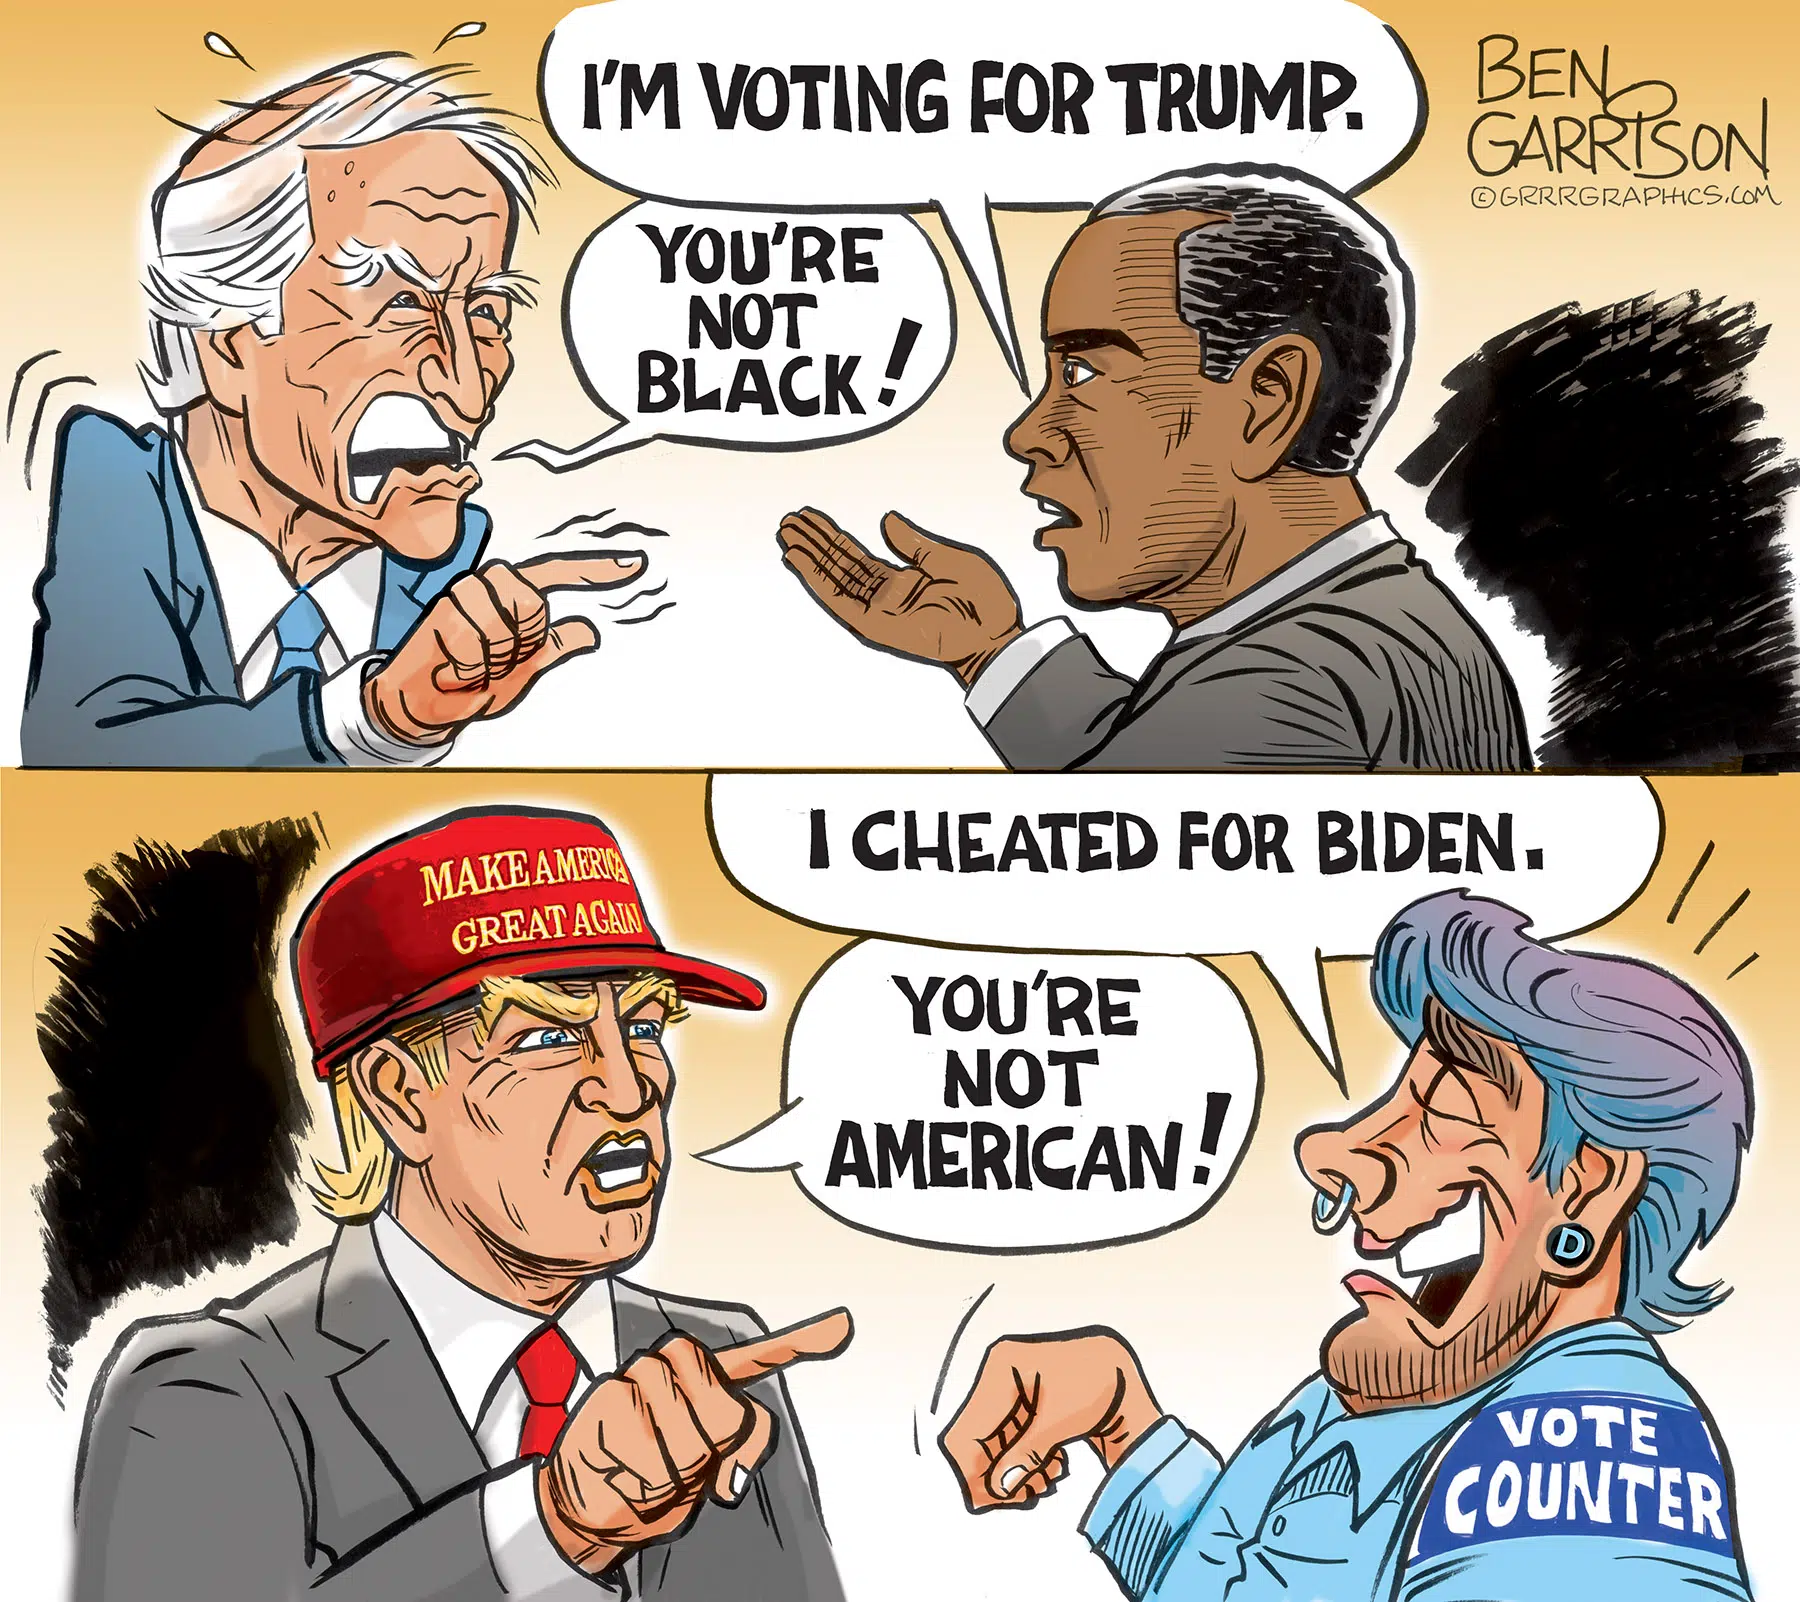 I'M VOTING FOR TRUMP.
BEN
GARRISON
©GRRRGRAPHICS.COM
YOU'RE
NOT
BLACK!
I CHEATED FOR BIDEN.
MAKE AMERICA
GREAT AGAIN
YOU'RE
NOT
AMERICAN!
D
VOTE
COUNTER